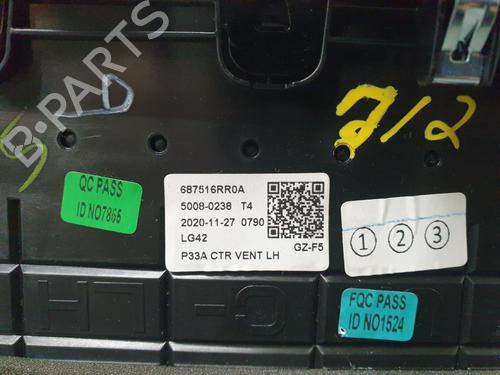 B-PARTS
712
QC PASS
ID NO7865
687516RR0A
5008-0238 T4
2020-11-27 0790
LG42
GZ-F5
P33A CTR VENT LH
1 2 3
FQC PASS
ID NO1524